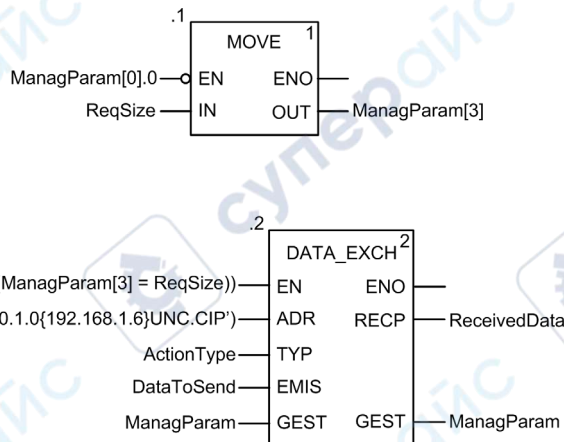 .1
MOVE 1
ManagParam[0].0 EN ENO
ReqSize IN OUT ManagParam[3]
.2
DATA_EXCH 2
ManagParam[3] = ReqSize)) EN ENO
0.1.0{192.168.1.6}UNC.CIP') ADR RECP ReceivedData
ActionType TYP
DataToSend EMIS
ManagParam GEST GEST ManagParam
суперайс